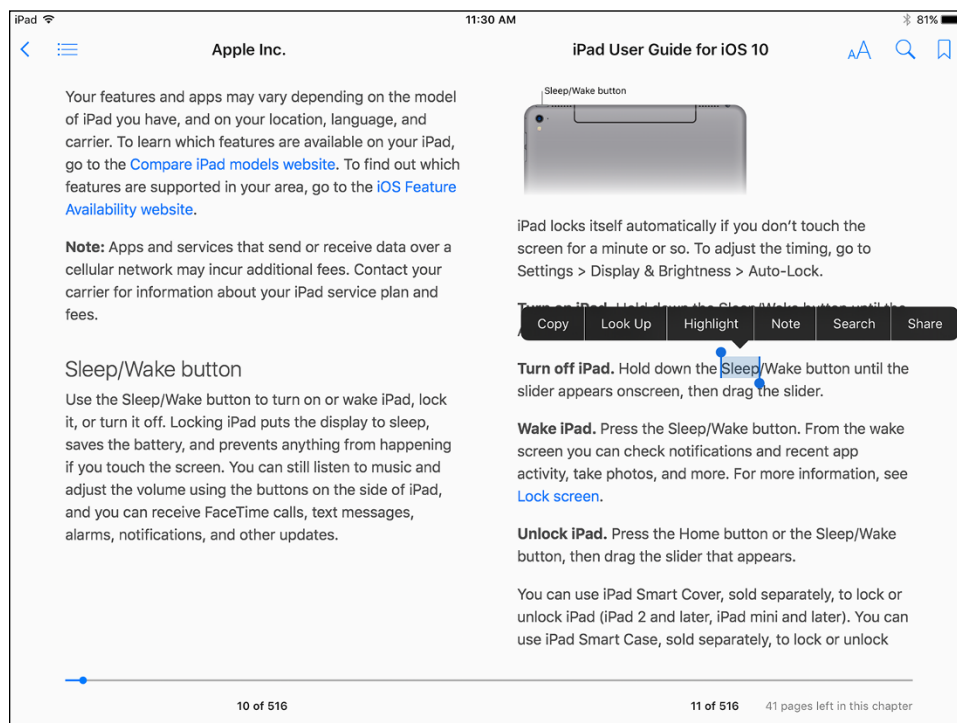 iPad
11:30 AM
81%
Apple Inc.
iPad User Guide for iOS 10
AA
Your features and apps may vary depending on the model
of iPad you have, and on your location, language, and
carrier. To learn which features are available on your iPad,
go to the Compare iPad models website. To find out which
features are supported in your area, go to the iOS Feature
Availability website.
Note: Apps and services that send or receive data over a
cellular network may incur additional fees. Contact your
carrier for information about your iPad service plan and
fees.
Sleep/Wake button
Use the Sleep/Wake button to turn on or wake iPad, lock
it, or turn it off. Locking iPad puts the display to sleep,
saves the battery, and prevents anything from happening
if you touch the screen. You can still listen to music and
adjust the volume using the buttons on the side of iPad,
and you can receive FaceTime calls, text messages,
alarms, notifications, and other updates.
Sleep/Wake button
iPad locks itself automatically if you don’t touch the
screen for a minute or so. To adjust the timing, go to
Settings > Display & Brightness > Auto-Lock.
Turn on iPad. Hold down the Sleep/Wake button until the
Copy Look Up Highlight Note Search Share
Turn off iPad. Hold down the Sleep/Wake button until the
slider appears onscreen, then drag the slider.
Wake iPad. Press the Sleep/Wake button. From the wake
screen you can check notifications and recent app
activity, take photos, and more. For more information, see
Lock screen.
Unlock iPad. Press the Home button or the Sleep/Wake
button, then drag the slider that appears.
You can use iPad Smart Cover, sold separately, to lock or
unlock iPad (iPad 2 and later, iPad mini and later). You can
use iPad Smart Case, sold separately, to lock or unlock
10 of 516
11 of 516
41 pages left in this chapter